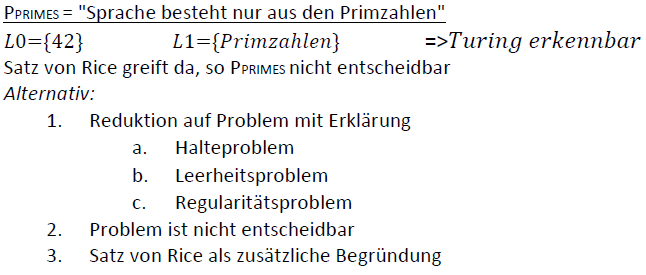 PPRIMES = "Sprache besteht nur aus den Primzahlen"
L0={42} L1={Primzahlen} =>Turing erkennbar
Satz von Rice greift da, so PPRIMES nicht entscheidbar
Alternativ:
1. Reduktion auf Problem mit Erklärung
a. Halteproblem
b. Leerheitsproblem
c. Regularitätsproblem
2. Problem ist nicht entscheidbar
3. Satz von Rice als zusätzliche Begründung